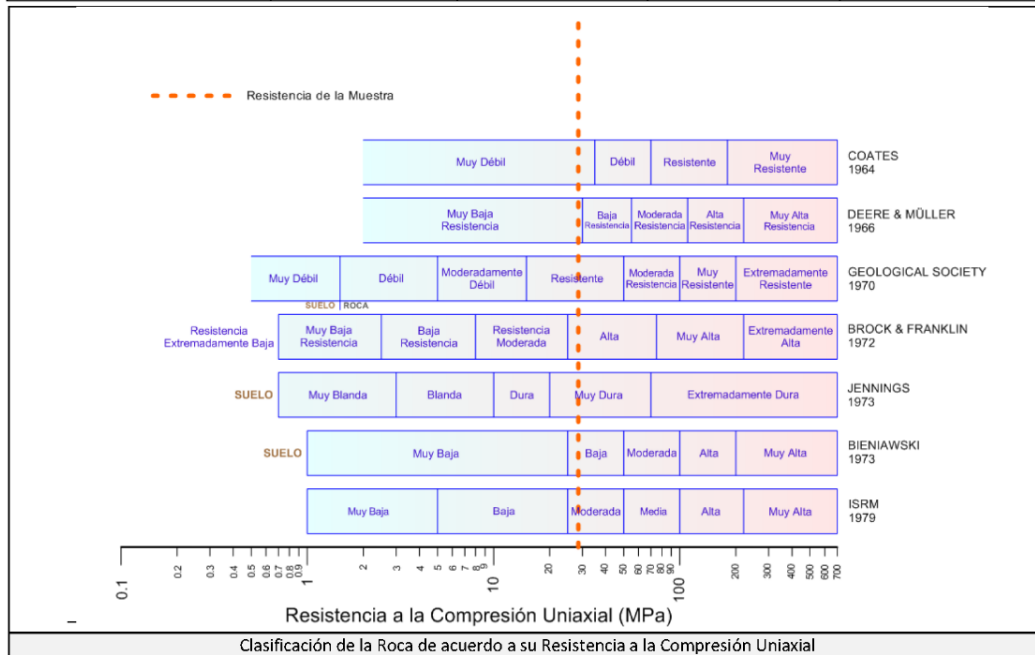 Resistencia de la Muestra
Muy Débil
Débil
Resistente
Muy
Resistente
COATES
1964
Muy Baja
Resistencia
Baja
Resistencia
Moderada
Resistencia
Alta
Resistencia
Muy Alta
Resistencia
DEERE & MÜLLER
1966
Muy Débil
Débil
Moderadamente
Débil
Resistente
Moderada
Resistencia
Muy
Resistente
Extremadamente
Resistente
GEOLOGICAL SOCIETY
1970
SUELO | ROCA
Resistencia
Extremadamente Baja
Muy Baja
Resistencia
Baja
Resistencia
Resistencia
Moderada
Alta
Muy Alta
Extremadamente
Alta
BROCK & FRANKLIN
1972
SUELO
Muy Blanda
Blanda
Dura
Muy Dura
Extremadamente Dura
JENNINGS
1973
SUELO
Muy Baja
Baja
Moderada
Alta
Muy Alta
BIENIAWSKI
1973
Muy Baja
Baja
Moderada
Media
Alta
Muy Alta
ISRM
1979
0.1 0.2 0.3 0.4 0.5 0.6 0.7 0.8 0.9 1 2 3 4 5 6 7 8 9 10 20 30 40 50 60 70 80 90 100 200 300 400 500 600 700
Resistencia a la Compresión Uniaxial (MPa)
Clasificación de la Roca de acuerdo a su Resistencia a la Compresión Uniaxial